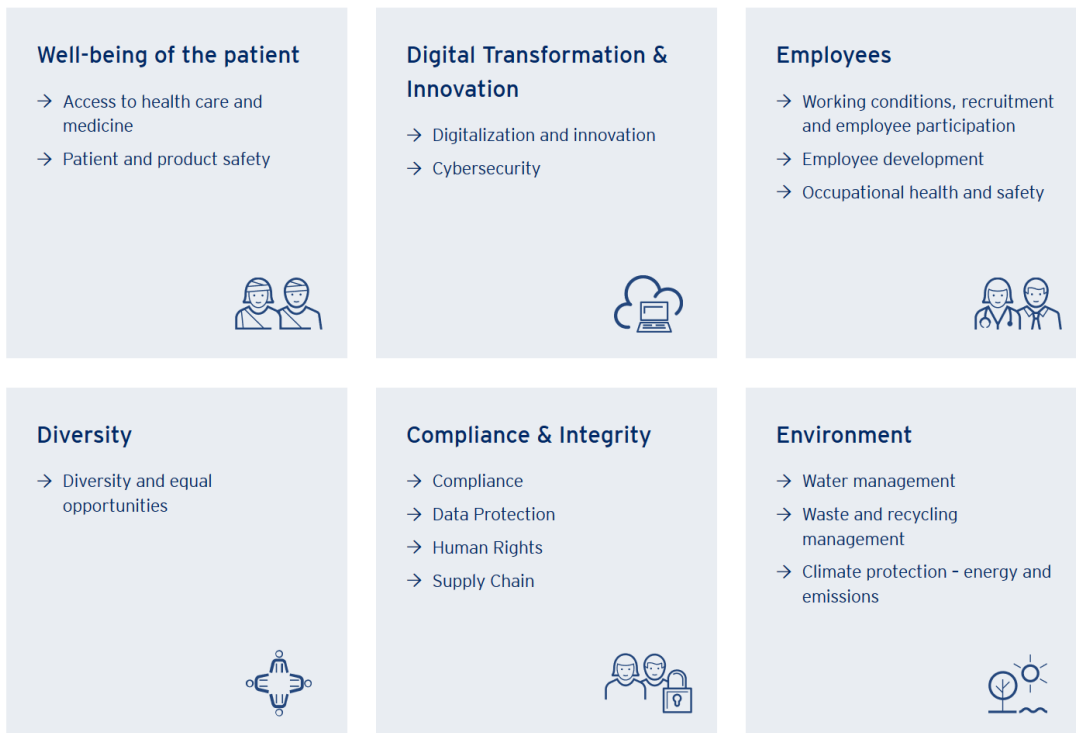 Well-being of the patient
→ Access to health care and
medicine
→ Patient and product safety
Digital Transformation &
Innovation
→ Digitalization and innovation
→ Cybersecurity
Employees
→ Working conditions, recruitment
and employee participation
→ Employee development
→ Occupational health and safety
Diversity
→ Diversity and equal
opportunities
Compliance & Integrity
→ Compliance
→ Data Protection
→ Human Rights
→ Supply Chain
Environment
→ Water management
→ Waste and recycling
management
→ Climate protection – energy and
emissions